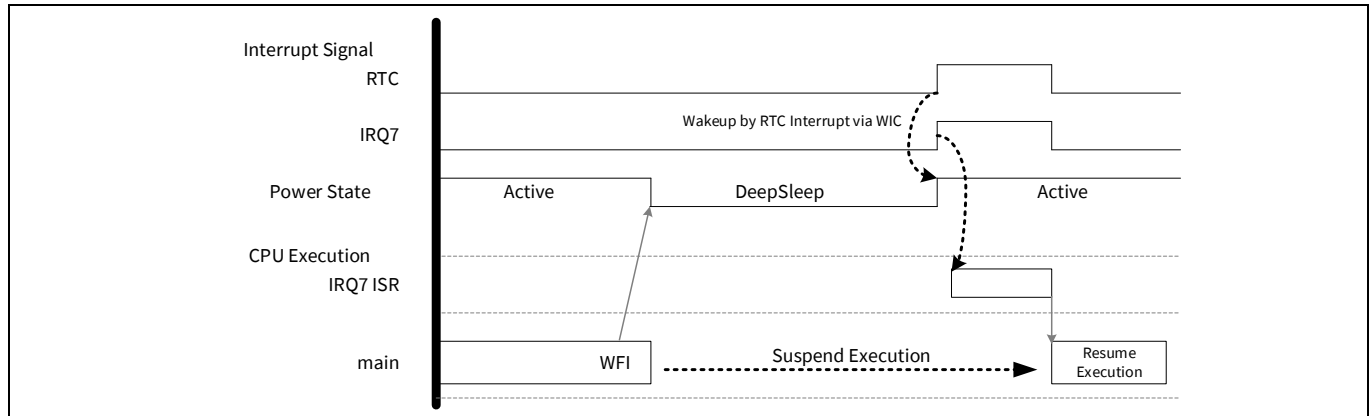 Interrupt Signal
RTC
Wakeup by RTC Interrupt via WIC
IRQ7
Power State
Active
DeepSleep
Active
CPU Execution
IRQ7 ISR
main
WFI
Suspend Execution
Resume
Execution